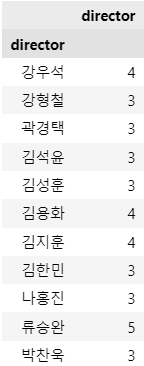 director
director
강우석 4
강형철 3
곽경택 3
김석윤 3
김성훈 3
김용화 4
김지훈 4
김한민 3
나홍진 3
류승완 5
박찬욱 3